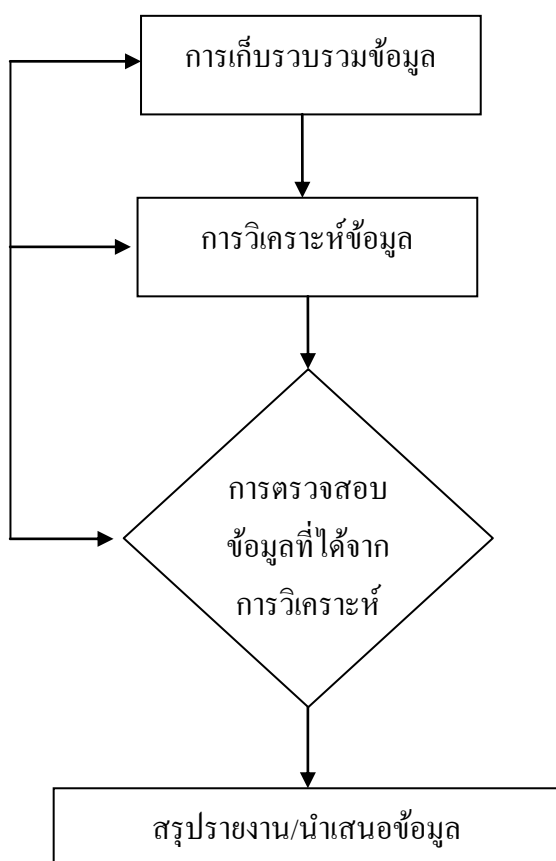 การเก็บรวบรวมข้อมูล
การวิเคราะห์ข้อมูล
การตรวจสอบ
ข้อมูลที่ได้จาก
การวิเคราะห์
สรุปรายงาน/นำเสนอข้อมูล